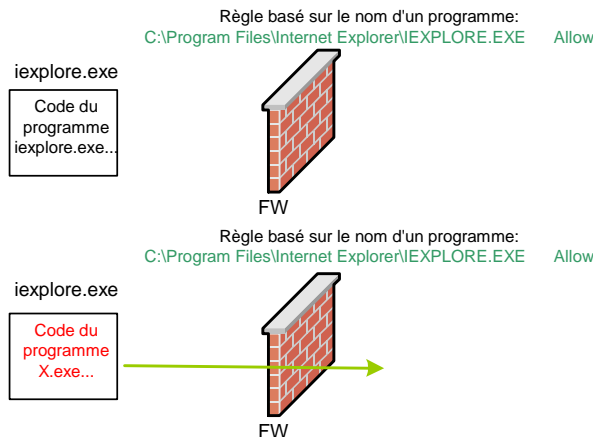 Règle basé sur le nom d'un programme:
C:\Program Files\Internet Explorer\IEXPLORE.EXE Allow
iexplore.exe
Code du
programme
iexplore.exe...
FW
Règle basé sur le nom d'un programme:
C:\Program Files\Internet Explorer\IEXPLORE.EXE Allow
iexplore.exe
Code du
programme
X.exe...
FW